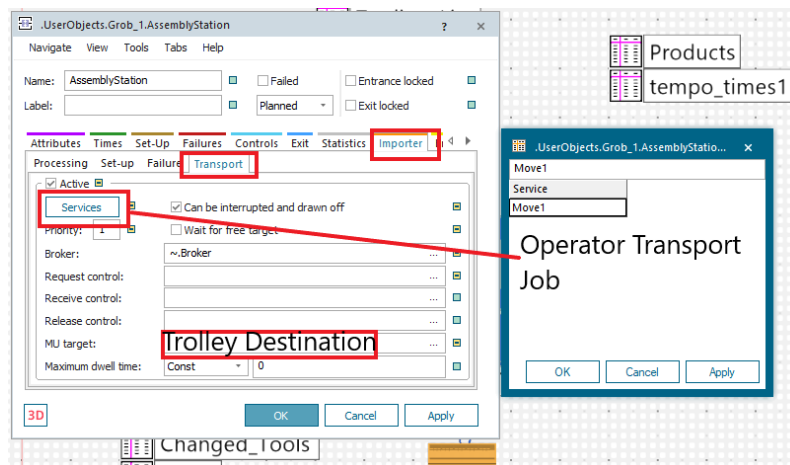 .UserObjects.Grob_1.AssemblyStation ? ×
Navigate View Tools Tabs Help
Name: AssemblyStation Failed Entrance locked
Label: Planned Exit locked
Attributes Times Set-Up Failures Controls Exit Statistics Importer
Processing Set-up Failure Transport
Active
Services Can be interrupted and drawn off
Priority: 1 Wait for free target
Broker: ~.Broker ...
Request control: ...
Receive control: ...
Release control: ...
MU target: Trolley Destination ...
Maximum dwell time: Const 0
3D OK Cancel Apply
Changed_Tools
Products
tempo_times1
.UserObjects.Grob_1.AssemblyStatio... ×
Move1
Service
Move1
Operator Transport
Job
OK Cancel Apply